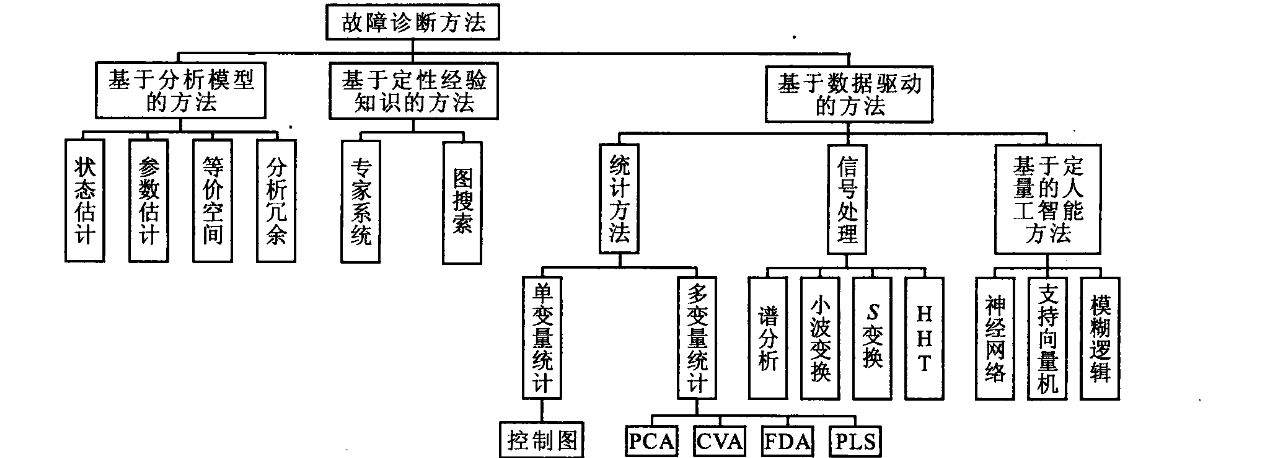 故障诊断方法
基于分析模型
的方法
基于定性经验
知识的方法
基于数据驱动
的方法
状态估计
参数估计
等价空间
分析冗余
专家系统
图搜索
统计方法
信号处理
基于定
量的人
工智能
方法
单变量统计
多变量统计
谱分析
小波变换
S变换
HHT
神经网络
支持向量机
模糊逻辑
控制图
PCA
CVA
FDA
PLS